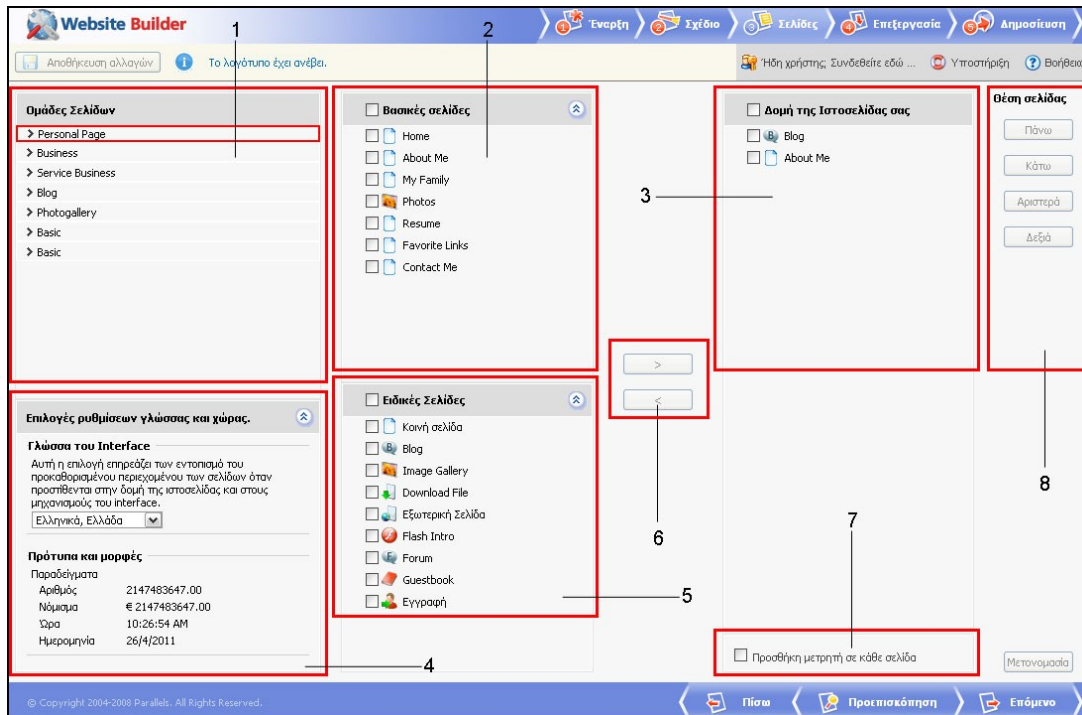 Website Builder
1 Έναρξη
2 Σχέδιο
3 Σελίδες
4 Επεξεργασία
5 Δημοσίευση
Αποθήκευση αλλαγών
Το λογότυπο έχει ανέβει.
Ήδη χρήστης; Συνδεθείτε εδώ ...
Υποστήριξη
Βοήθεια
1
Ομάδες Σελίδων
Personal Page
Business
Service Business
Blog
Photogallery
Basic
Basic
2
Βασικές σελίδες
Home
About Me
My Family
Photos
Resume
Favorite Links
Contact Me
3
Δομή της Ιστοσελίδας σας
Blog
About Me
Θέση σελίδας
Πάνω
Κάτω
Αριστερά
Δεξιά
8
>
<
6
Επιλογές ρυθμίσεων γλώσσας και χώρας.
Γλώσσα του Interface
Αυτή η επιλογή επηρεάζει των εντοπισμό του
προκαθορισμένου περιεχομένου των σελίδων όταν
προστίθενται στην δομή της ιστοσελίδας και στους
μηχανισμούς του interface.
Ελληνικά, Ελλάδα
Πρότυπα και μορφές
Παραδείγματα
Αριθμός 2147483647.00
Νόμισμα € 2147483647.00
Ώρα 10:26:54 AM
Ημερομηνία 26/4/2011
4
Ειδικές Σελίδες
Κοινή σελίδα
Blog
Image Gallery
Download File
Εξωτερική Σελίδα
Flash Intro
Forum
Guestbook
Εγγραφή
5
7
Προσθήκη μετρητή σε κάθε σελίδα
Μετονομασία
© Copyright 2004-2008 Parallels. All Rights Reserved.
Πίσω
Προεπισκόπηση
Επόμενο